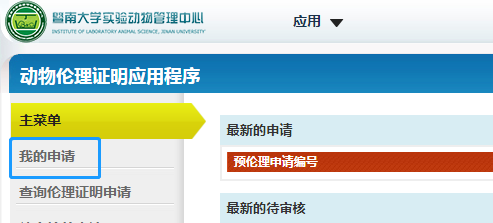 暨南大学实验动物管理中心
INSTITUTE OF LABORATORY ANIMAL SCIENCE, JINAN UNIVERSITY
应用
动物伦理证明应用程序
主菜单
我的申请
查询伦理证明申请
最新的申请
预伦理申请编号
最新的待审核